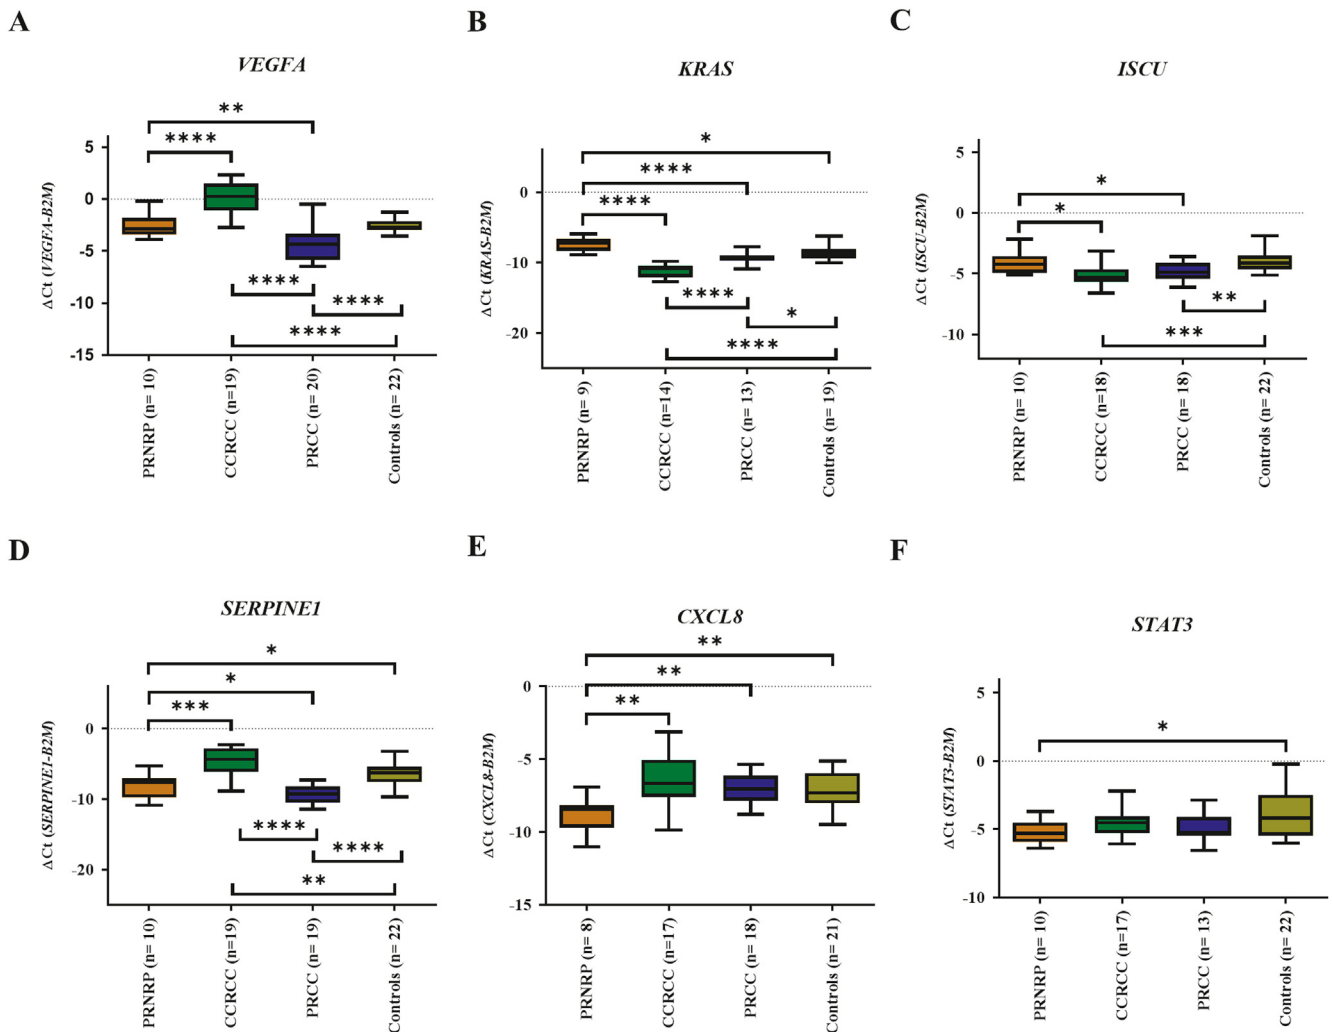 A
VEGFA
**
****
5
0
-5
-10
-15
ΔCt (VEGFA-B2M)
****
****
****
PRNRP (n= 10)
CCRCC (n=19)
PRCC (n= 20)
Controls (n= 22)
B
KRAS
*
****
****
0
-10
-20
ΔCt (KRAS-B2M)
****
*
****
PRNRP (n= 9)
CCRCC (n=14)
PRCC (n= 13)
Controls (n= 19)
C
ISCU
5
0
-5
-10
ΔCt (ISCU-B2M)
*
*
**
***
PRNRP (n= 10)
CCRCC (n=18)
PRCC (n= 18)
Controls (n= 22)
D
SERPINE1
*
*
***
0
-10
-20
ΔCt (SERPINE1-B2M)
****
****
**
PRNRP (n= 10)
CCRCC (n=19)
PRCC (n= 19)
Controls (n= 22)
E
CXCL8
**
**
**
0
-5
-10
-15
ΔCt (CXCL8-B2M)
PRNRP (n= 8)
CCRCC (n=17)
PRCC (n= 18)
Controls (n= 21)
F
STAT3
5
0
-5
-10
ΔCt (STAT3-B2M)
*
PRNRP (n= 10)
CCRCC (n=17)
PRCC (n= 13)
Controls (n= 22)